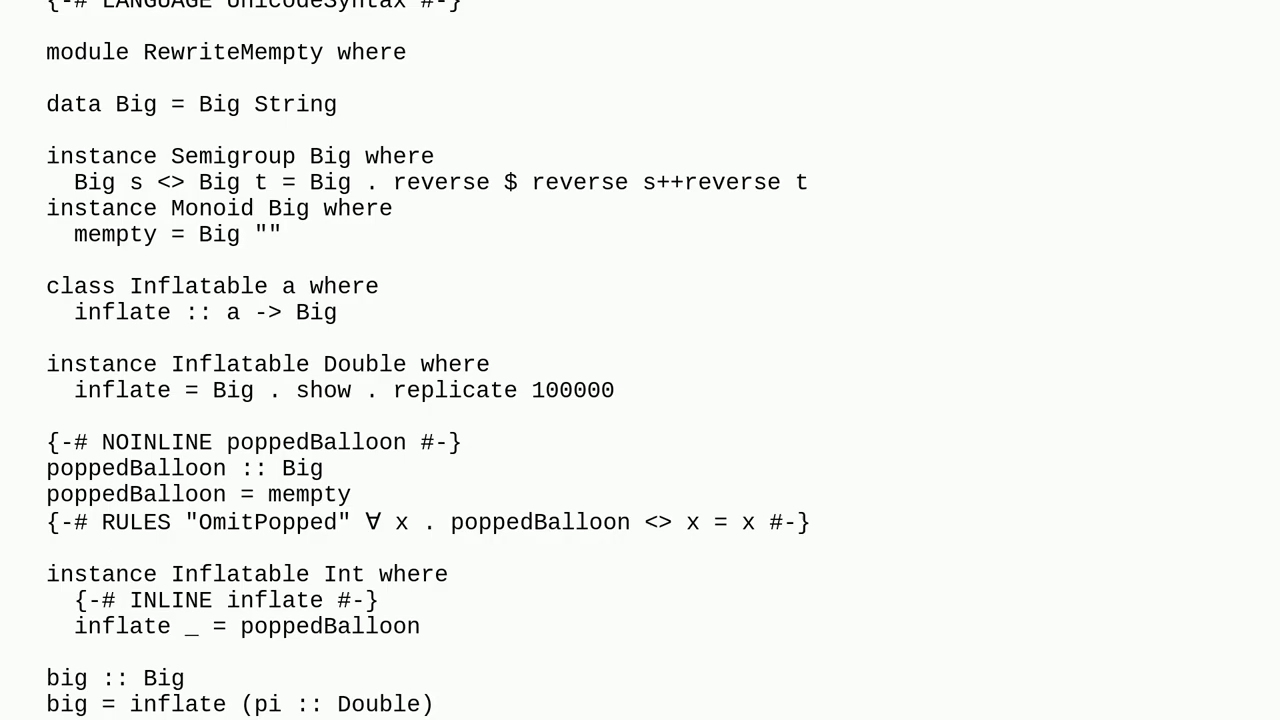 {-# LANGUAGE UnicodeSyntax #-}
module RewriteMempty where
data Big = Big String
instance Semigroup Big where
  Big s <> Big t = Big . reverse $ reverse s++reverse t
instance Monoid Big where
  mempty = Big ""
class Inflatable a where
  inflate :: a -> Big
instance Inflatable Double where
  inflate = Big . show . replicate 100000
{-# NOINLINE poppedBalloon #-}
poppedBalloon :: Big
poppedBalloon = mempty
{-# RULES "OmitPopped" ∀ x . poppedBalloon <> x = x #-}
instance Inflatable Int where
  {-# INLINE inflate #-}
  inflate _ = poppedBalloon
big :: Big
big = inflate (pi :: Double)